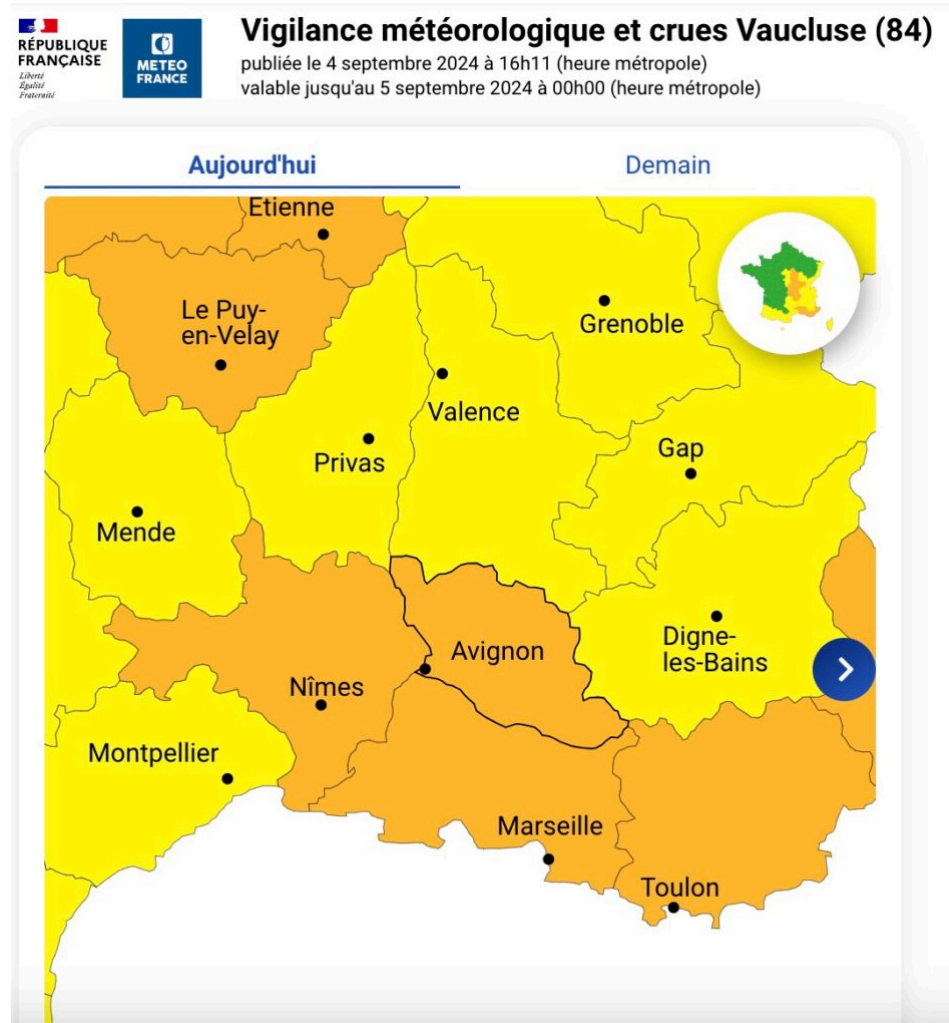 RÉPUBLIQUE
FRANÇAISE
Liberté
Égalité
Fraternité
METEO
FRANCE
Vigilance météorologique et crues Vaucluse (84)
publiée le 4 septembre 2024 à 16h11 (heure métropole)
valable jusqu'au 5 septembre 2024 à 00h00 (heure métropole)
Aujourd'hui
Demain
Etienne
Le Puy-
en-Velay
Grenoble
Valence
Privas
Gap
Mende
Avignon
Digne-
les-Bains
Nîmes
Montpellier
Marseille
Toulon